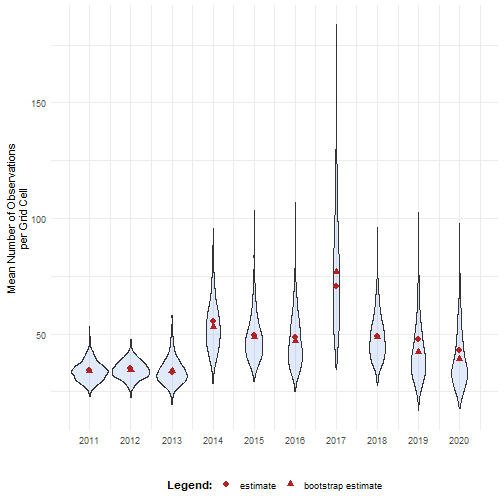 Mean Number of Observations
per Grid Cell
150
100
50
2011 2012 2013 2014 2015 2016 2017 2018 2019 2020
Legend: estimate bootstrap estimate